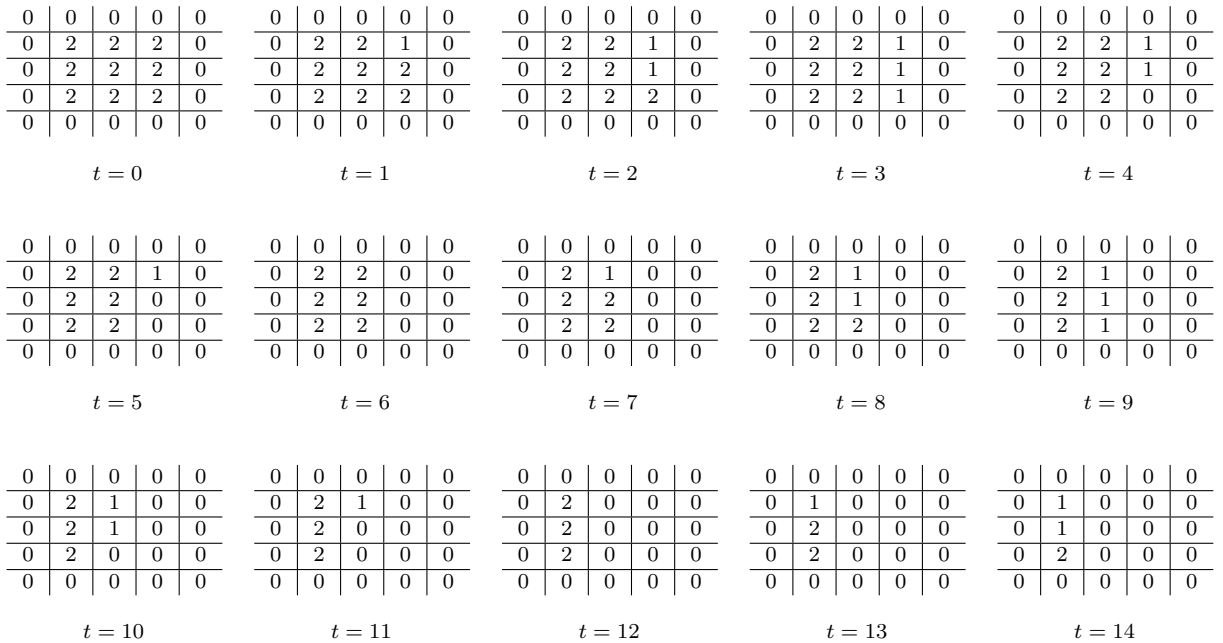 0 0 0 0 0 0 0 0 0 0 0 0 0 0 0 0 0 0 0 0 0 0 0 0 0
0 2 2 2 0 0 2 2 1 0 0 2 2 1 0 0 2 2 1 0 0 2 2 1 0
0 2 2 2 0 0 2 2 2 0 0 2 2 1 0 0 2 2 1 0 0 2 2 1 0
0 2 2 2 0 0 2 2 2 0 0 2 2 2 0 0 2 2 1 0 0 2 2 0 0
0 0 0 0 0 0 0 0 0 0 0 0 0 0 0 0 0 0 0 0 0 0 0 0 0
t = 0 t = 1 t = 2 t = 3 t = 4
0 0 0 0 0 0 0 0 0 0 0 0 0 0 0 0 0 0 0 0 0 0 0 0 0
0 2 2 1 0 0 2 2 0 0 0 2 1 0 0 0 2 1 0 0 0 2 1 0 0
0 2 2 0 0 0 2 2 0 0 0 2 2 0 0 0 2 1 0 0 0 2 1 0 0
0 2 2 0 0 0 2 2 0 0 0 2 2 0 0 0 2 2 0 0 0 2 1 0 0
0 0 0 0 0 0 0 0 0 0 0 0 0 0 0 0 0 0 0 0 0 0 0 0 0
t = 5 t = 6 t = 7 t = 8 t = 9
0 0 0 0 0 0 0 0 0 0 0 0 0 0 0 0 0 0 0 0 0 0 0 0 0
0 2 1 0 0 0 2 1 0 0 0 2 0 0 0 0 1 0 0 0 0 1 0 0 0
0 2 1 0 0 0 2 0 0 0 0 2 0 0 0 0 2 0 0 0 0 1 0 0 0
0 2 0 0 0 0 2 0 0 0 0 2 0 0 0 0 2 0 0 0 0 2 0 0 0
0 0 0 0 0 0 0 0 0 0 0 0 0 0 0 0 0 0 0 0 0 0 0 0 0
t = 10 t = 11 t = 12 t = 13 t = 14